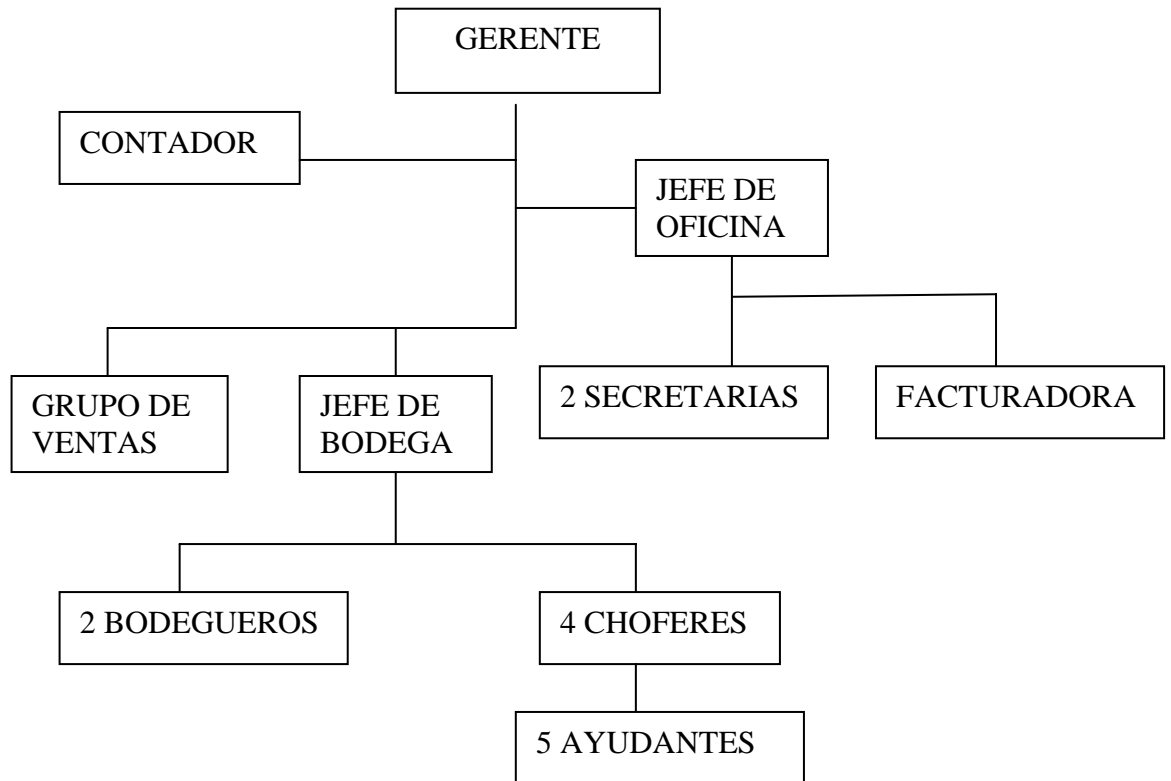 GERENTE
CONTADOR
JEFE DE
OFICINA
GRUPO DE
VENTAS
JEFE DE
BODEGA
2 SECRETARIAS
FACTURADORA
2 BODEGUEROS
4 CHOFERES
5 AYUDANTES